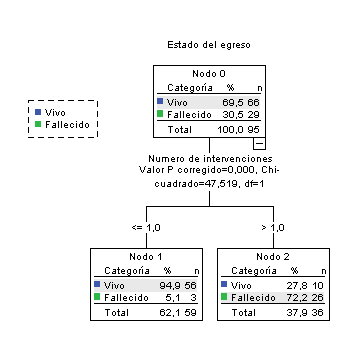 Estado del egreso
Vivo
Fallecido
Nodo 0
Categoría % n
Vivo 69,5 66
Fallecido 30,5 29
Total 100,0 95
Numero de intervenciones
Valor P corregido=0,000, Chi-
cuadrado=47,519, df=1
<= 1,0
> 1,0
Nodo 1
Categoría % n
Vivo 94,9 56
Fallecido 5,1 3
Total 62,1 59
Nodo 2
Categoría % n
Vivo 27,8 10
Fallecido 72,2 26
Total 37,9 36